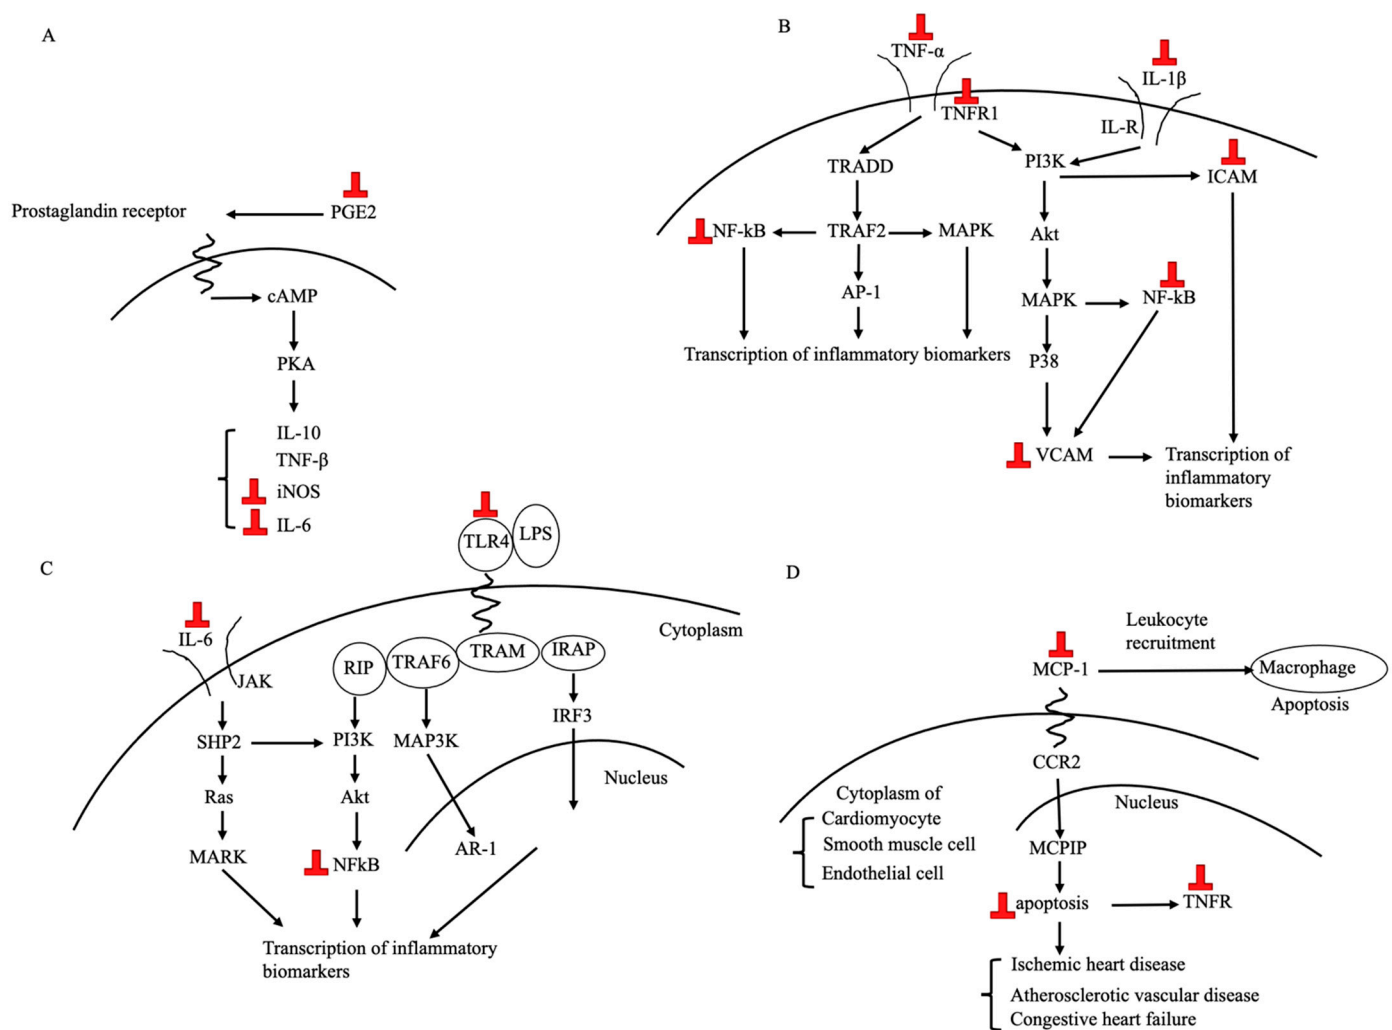 A
Prostaglandin receptor
PGE2
cAMP
PKA
IL-10
TNF-β
iNOS
IL-6
B
TNF-α
TNFR1
IL-1β
IL-R
TRADD
PI3K
ICAM
NF-kB
TRAF2
MAPK
Akt
AP-1
MAPK
NF-kB
Transcription of inflammatory biomarkers
P38
VCAM
Transcription of
inflammatory
biomarkers
C
TLR4
LPS
IL-6
JAK
Cytoplasm
RIP
TRAF6
TRAM
IRAP
SHP2
PI3K
MAP3K
IRF3
Nucleus
Ras
Akt
MARK
NFkB
AR-1
Transcription of inflammatory
biomarkers
D
Leukocyte
recruitment
MCP-1
Macrophage
Apoptosis
CCR2
Nucleus
Cytoplasm of
Cardiomyocyte
Smooth muscle cell
Endothelial cell
MCPIP
apoptosis
TNFR
Ischemic heart disease
Atherosclerotic vascular disease
Congestive heart failure